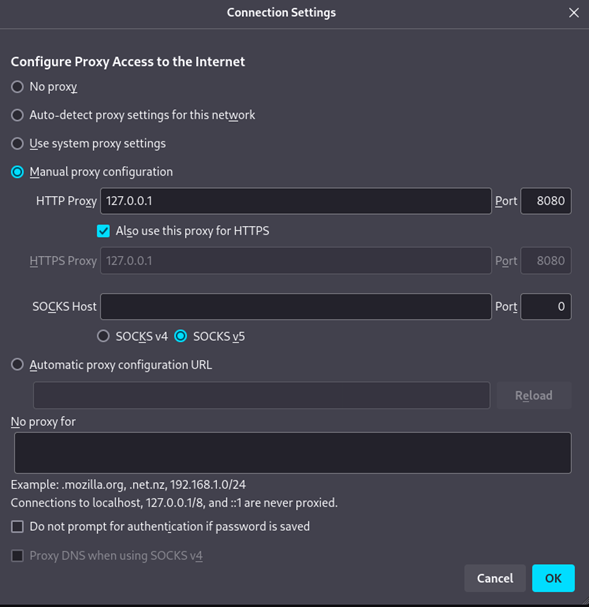 Connection Settings
Configure Proxy Access to the Internet
No proxy
Auto-detect proxy settings for this network
Use system proxy settings
Manual proxy configuration
HTTP Proxy 127.0.0.1 Port 8080
Also use this proxy for HTTPS
HTTPS Proxy 127.0.0.1 Port 8080
SOCKS Host Port 0
SOCKS v4 SOCKS v5
Automatic proxy configuration URL
Reload
No proxy for
Example: .mozilla.org, .net.nz, 192.168.1.0/24
Connections to localhost, 127.0.0.1/8, and ::1 are never proxied.
Do not prompt for authentication if password is saved
Proxy DNS when using SOCKS v4
Cancel OK